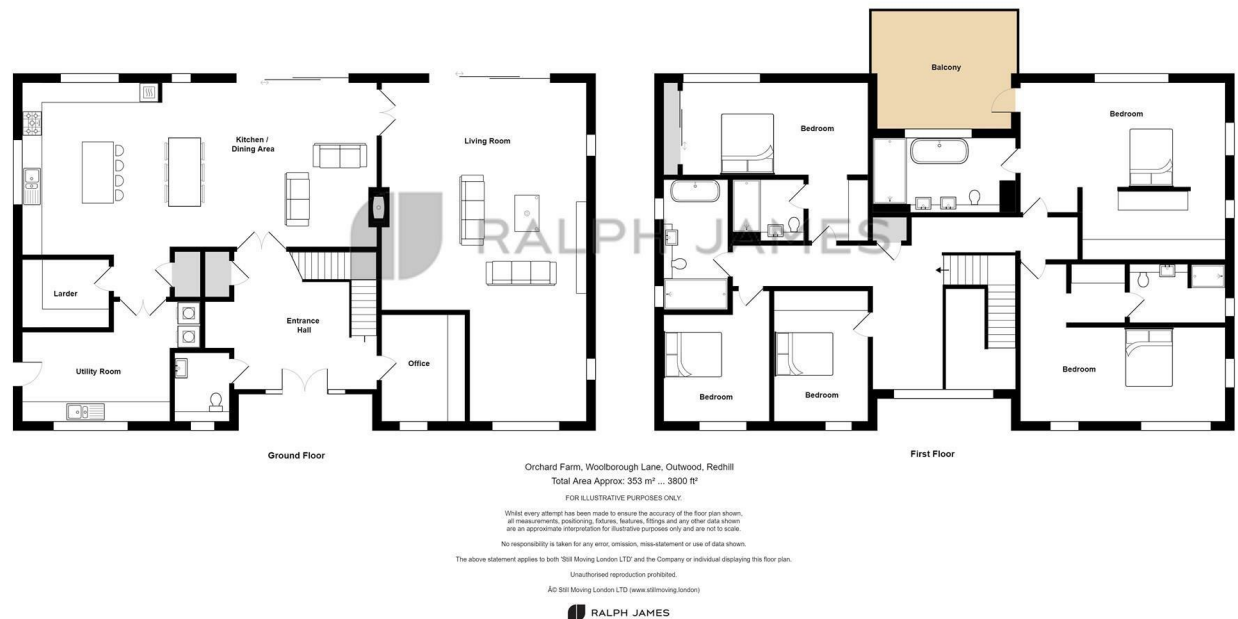 Balcony
Bedroom
Bedroom
Kitchen /
Dining Area
Living Room
RALPH JAMES
Larder
Entrance
Hall
Office
Utility Room
Bedroom
Bedroom
Bedroom
Ground Floor
First Floor
Orchard Farm, Woolborough Lane, Outwood, Redhill
Total Area Approx: 353 m² ... 3800 ft²
FOR ILLUSTRATIVE PURPOSES ONLY.
Whilst every attempt has been made to ensure the accuracy of the floor plan shown,
all measurements, positioning, fixtures, features, fittings and any other data shown
are an approximate interpretation for illustrative purposes only and are not to scale.
No responsibility is taken for any error, omission, miss-statement or use of data shown.
The above statement applies to both 'Still Moving London LTD' and the Company or individual displaying this floor plan.
Unauthorised reproduction prohibited.
Â© Still Moving London LTD (www.stillmoving.london)
RALPH JAMES